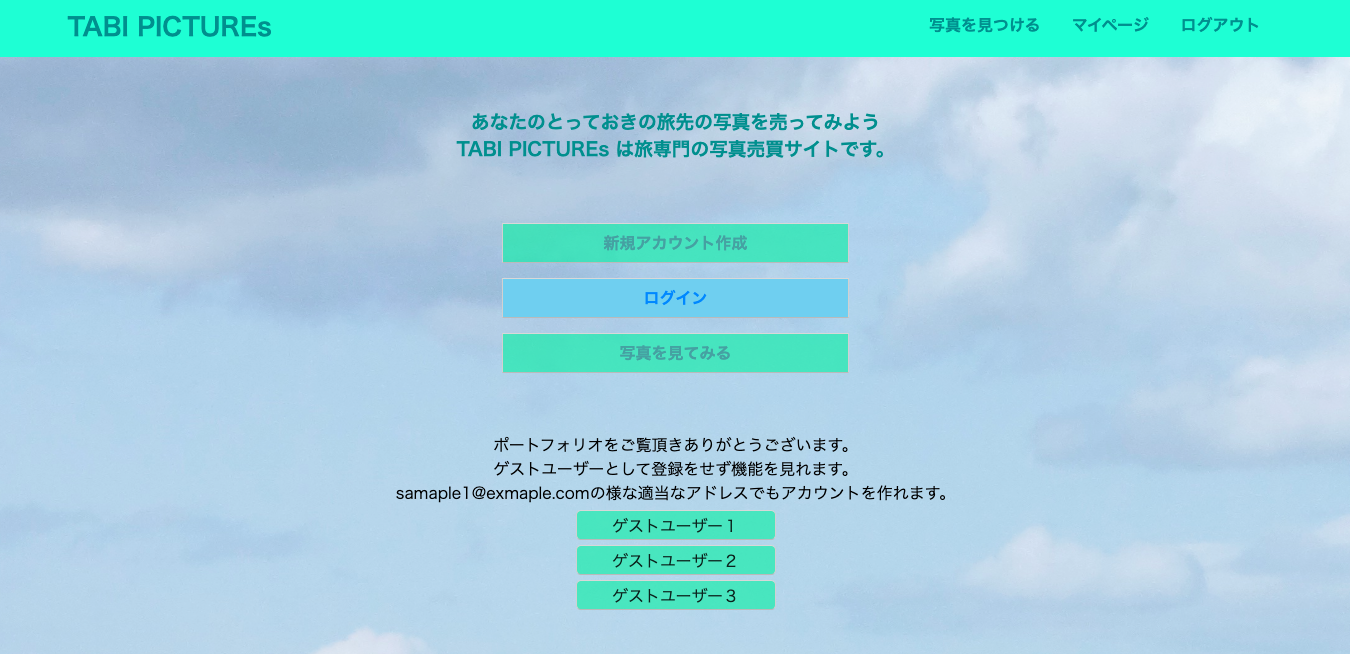 TABI PICTUREs
写真を見つける マイページ ログアウト
あなたのとっておきの旅先の写真を売ってみよう
TABI PICTUREs は旅専門の写真売買サイトです。
新規アカウント作成
ログイン
写真を見てみる
ポートフォリオをご覧頂きありがとうございます。
ゲストユーザーとして登録をせず機能を見れます。
samaple1@exmaple.comの様な適当なアドレスでもアカウントを作れます。
ゲストユーザー１
ゲストユーザー２
ゲストユーザー３